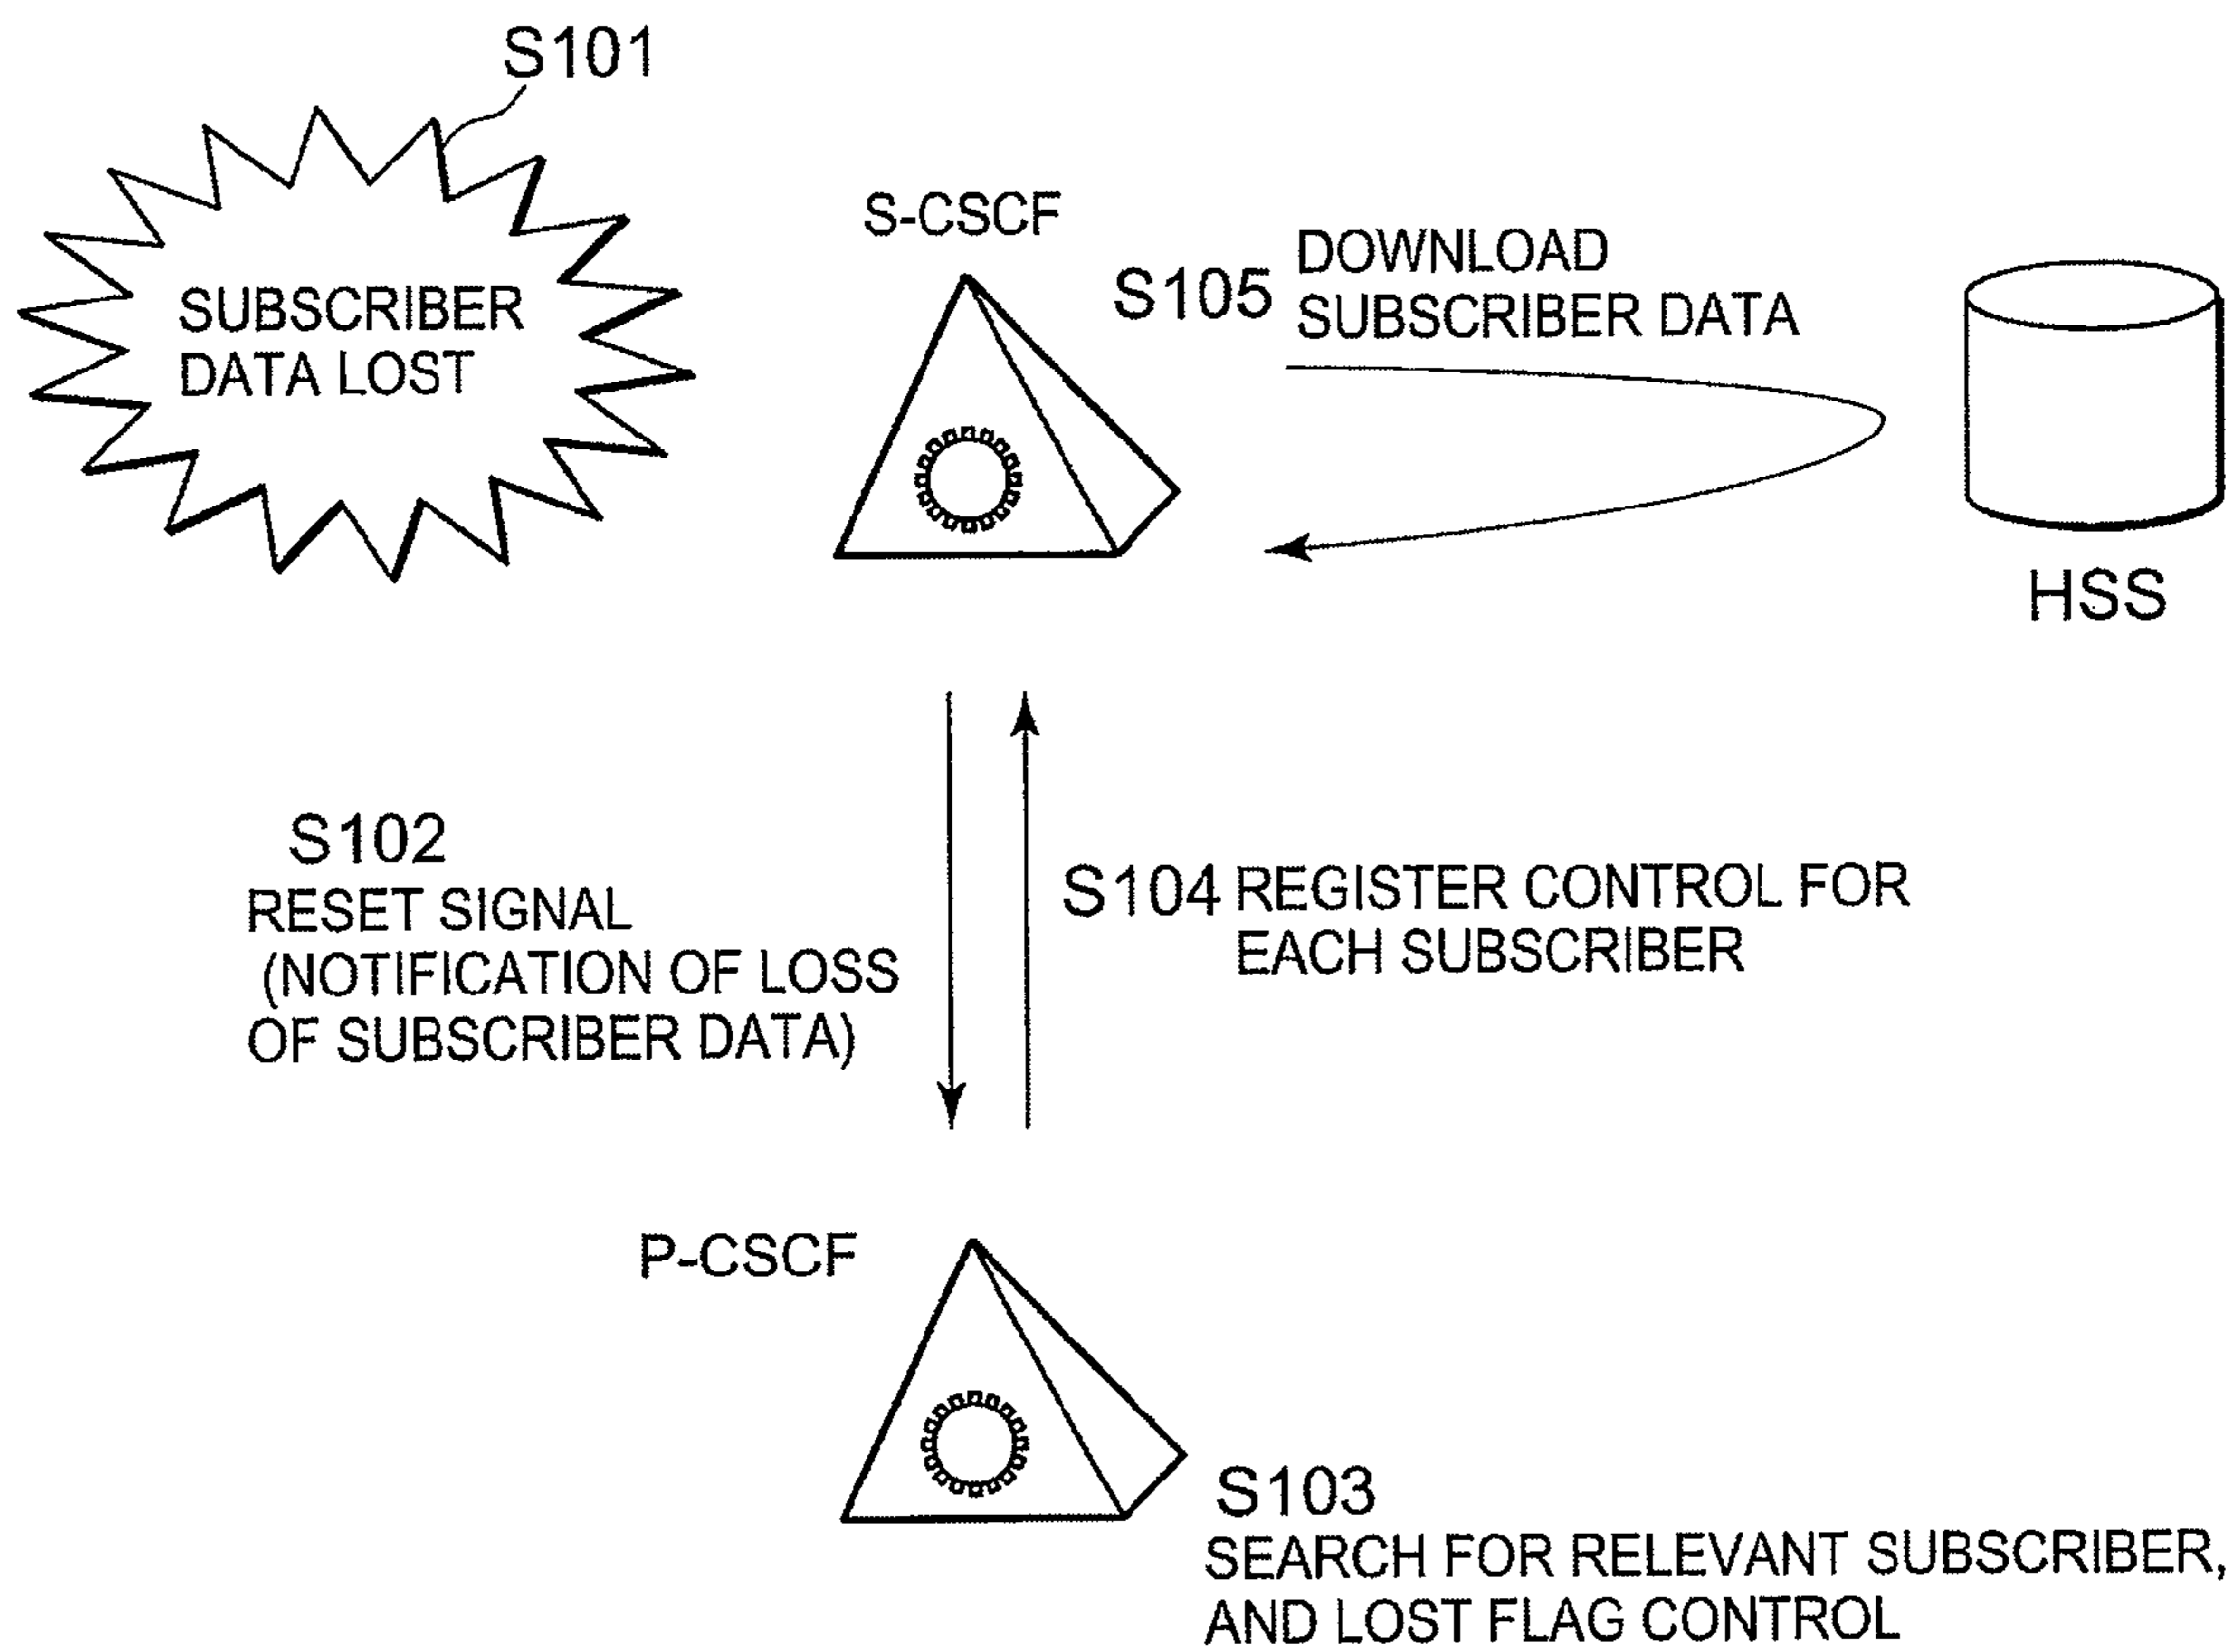 S101
SUBSCRIBER
DATA LOST
S-CSCF
S105
DOWNLOAD
SUBSCRIBER DATA
HSS
S102
RESET SIGNAL
(NOTIFICATION OF LOSS
OF SUBSCRIBER DATA)
S104 REGISTER CONTROL FOR
EACH SUBSCRIBER
P-CSCF
S103
SEARCH FOR RELEVANT SUBSCRIBER,
AND LOST FLAG CONTROL